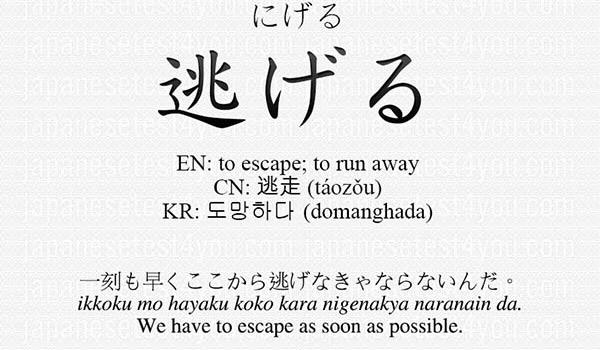 にげる
逃げる
EN: to escape; to run away
CN: 逃走 (táozǒu)
KR: 도망하다 (domanghada)
一刻も早くここから逃げなきゃならないんだ。
ikkoku mo hayaku koko kara nigenakya naranain da.
We have to escape as soon as possible.